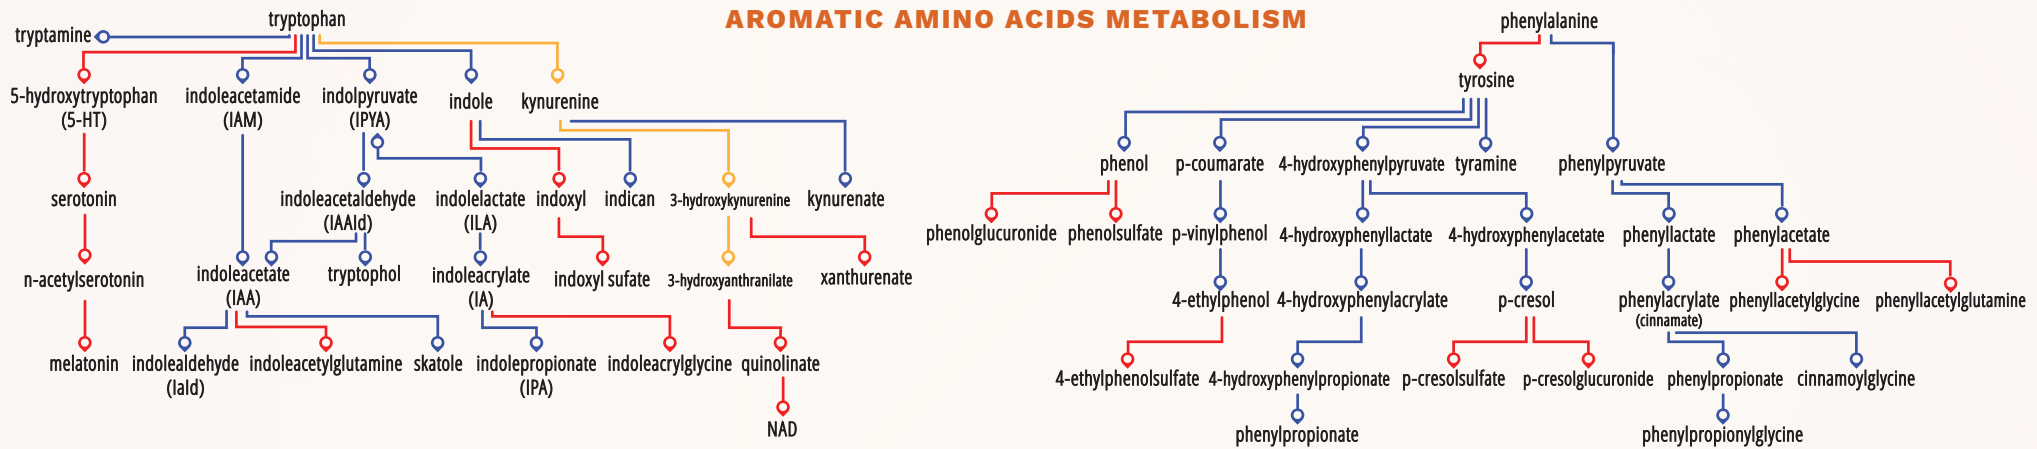 AROMATIC AMINO ACIDS METABOLISM
tryptophan
tryptamine
5-hydroxytryptophan
(5-HT)
indoleacetamide
(IAM)
indolpyruvate
(IPYA)
indole
kynurenine
serotonin
indoleacetaldehyde
(IAAld)
indolelactate
(ILA)
indoxyl
indican
3-hydroxykynurenine
kynurenate
n-acetylserotonin
indoleacetate
(IAA)
tryptophol
indoleacrylate
(IA)
indoxyl sufate
3-hydroxyanthranilate
xanthurenate
melatonin
indolealdehyde
(Iald)
indoleacetylglutamine
skatole
indolepropionate
(IPA)
indoleacrylglycine
quinolinate
NAD
phenylalanine
tyrosine
phenol
p-coumarate
4-hydroxyphenylpyruvate
tyramine
phenylpyruvate
phenolglucuronide
phenolsulfate
p-vinylphenol
4-hydroxyphenyllactate
4-hydroxyphenylacetate
phenyllactate
phenylacetate
4-ethylphenol
4-hydroxyphenylacrylate
p-cresol
phenylacrylate
(cinnamate)
phenyllacetylglycine
phenyllacetylglutamine
4-ethylphenolsulfate
4-hydroxyphenylpropionate
p-cresolsulfate
p-cresolglucuronide
phenylpropionate
cinnamoylglycine
phenylpropionate
phenylpropionylglycine